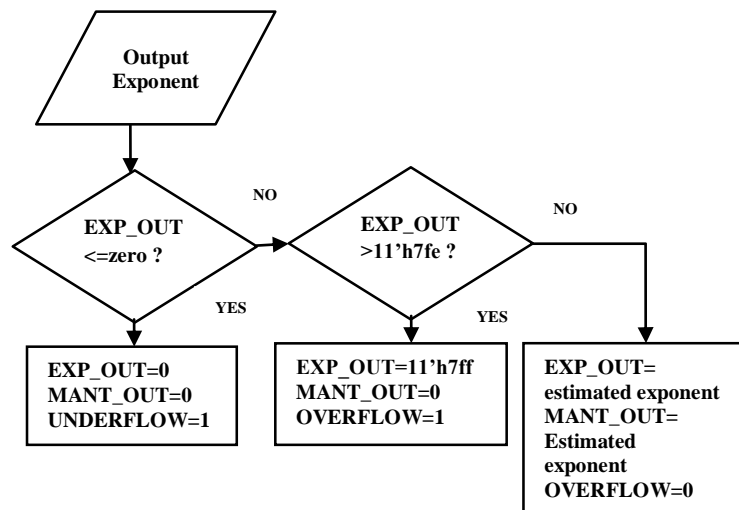 Output
Exponent
NO
NO
EXP_OUT
<=zero ?
EXP_OUT
>11'h7fe ?
YES
YES
EXP_OUT=0
MANT_OUT=0
UNDERFLOW=1
EXP_OUT=11'h7ff
MANT_OUT=0
OVERFLOW=1
EXP_OUT=
estimated exponent
MANT_OUT=
Estimated
exponent
OVERFLOW=0